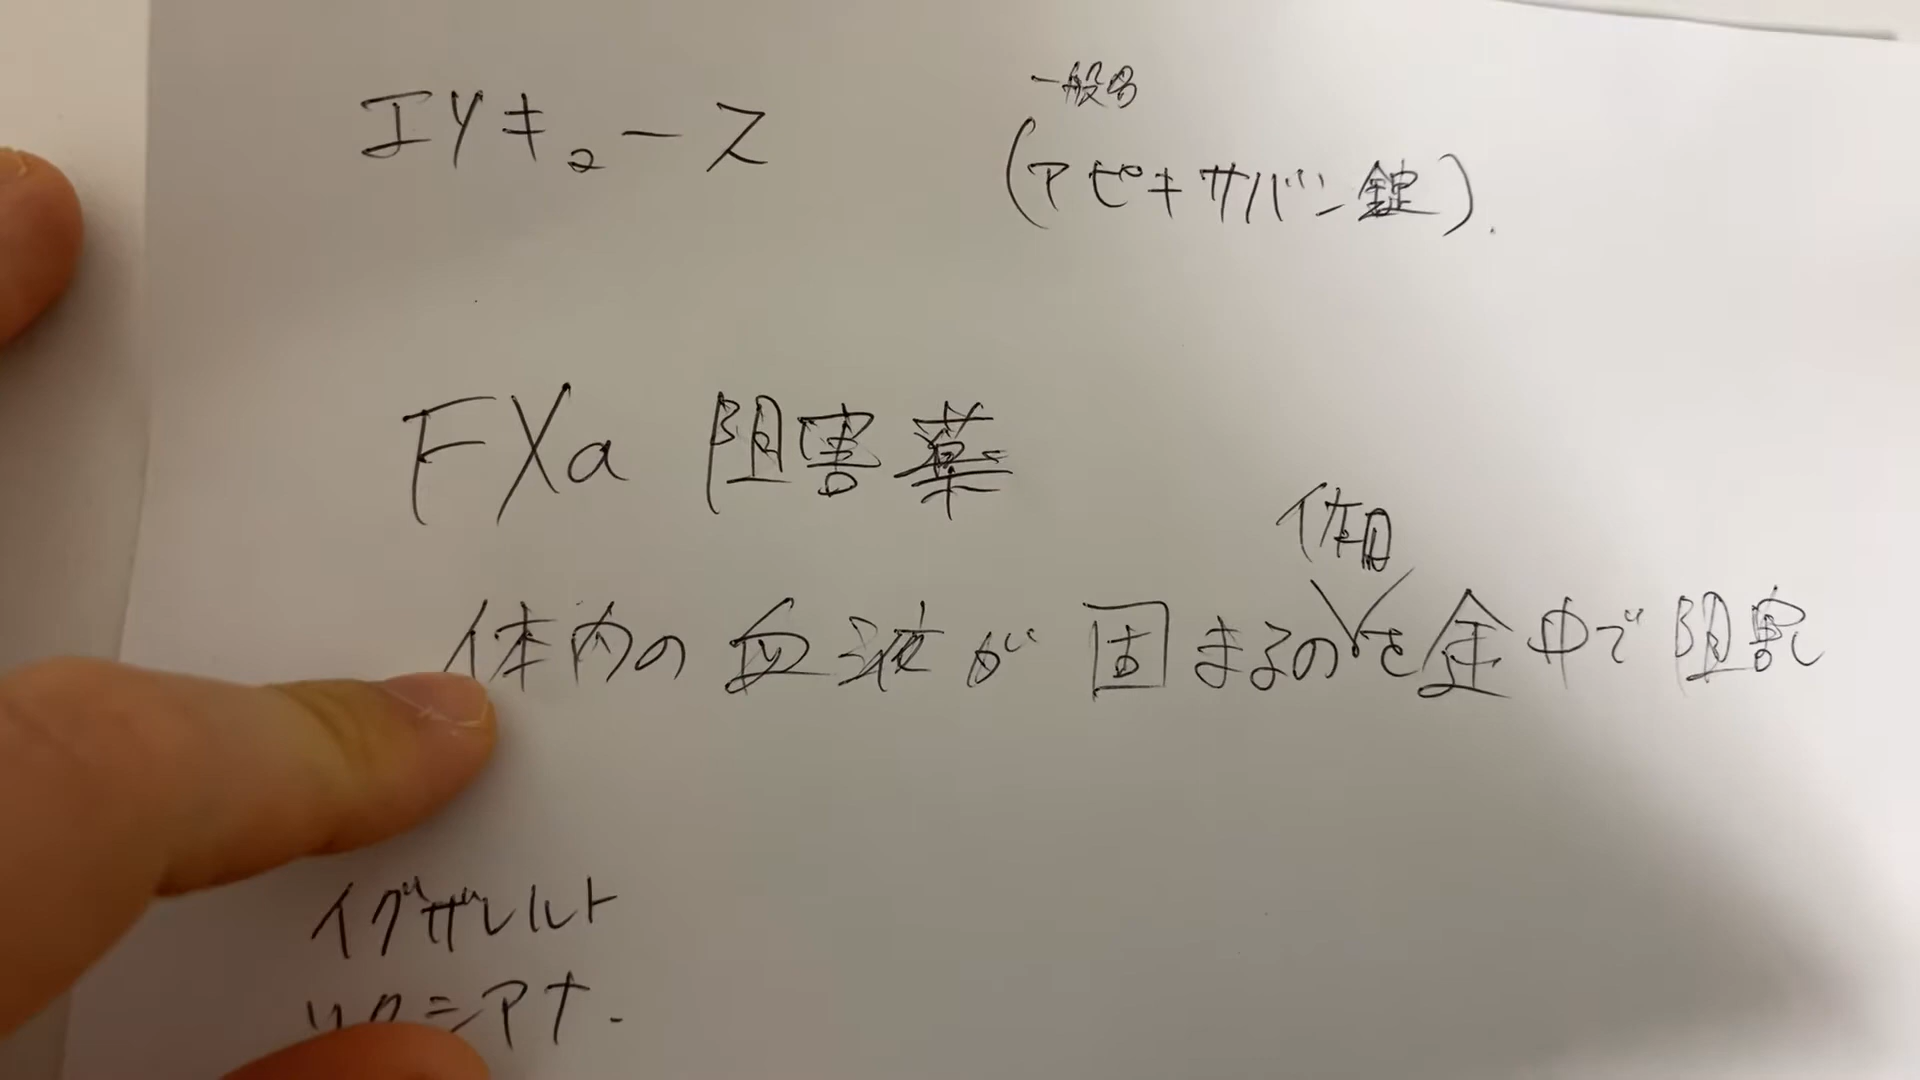 エリキュース
一般名
(アピキサバン錠).
FXa 阻害薬
作用
体内の血液が固まるのを途中で阻害
イグザレルト
リクシアナ.